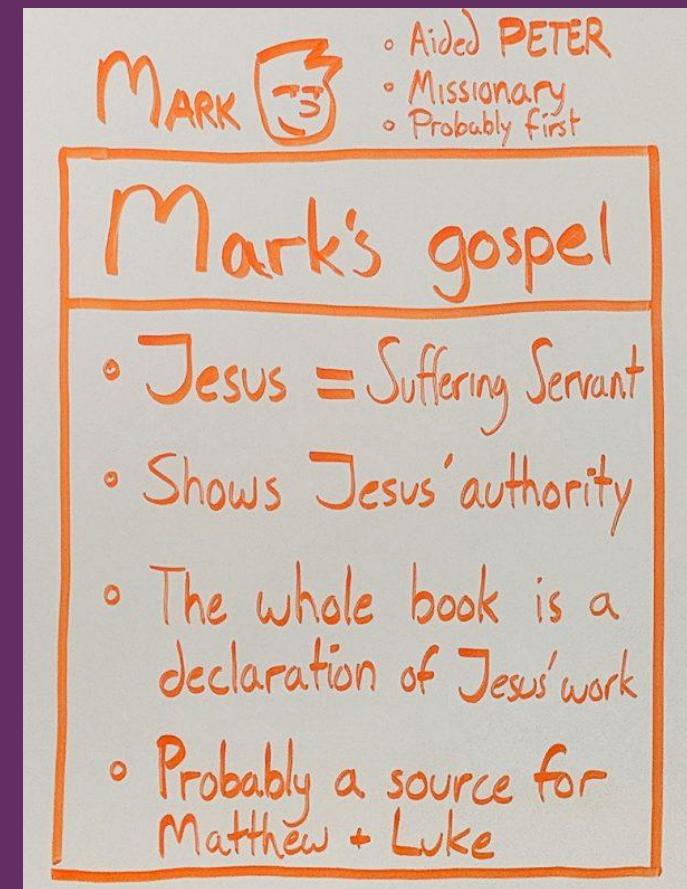 MARK
• Aided PETER
• Missionary
• Probably first
Mark's gospel
• Jesus = Suffering Servant
• Shows Jesus' authority
• The whole book is a
declaration of Jesus' work
• Probably a source for
Matthew + Luke